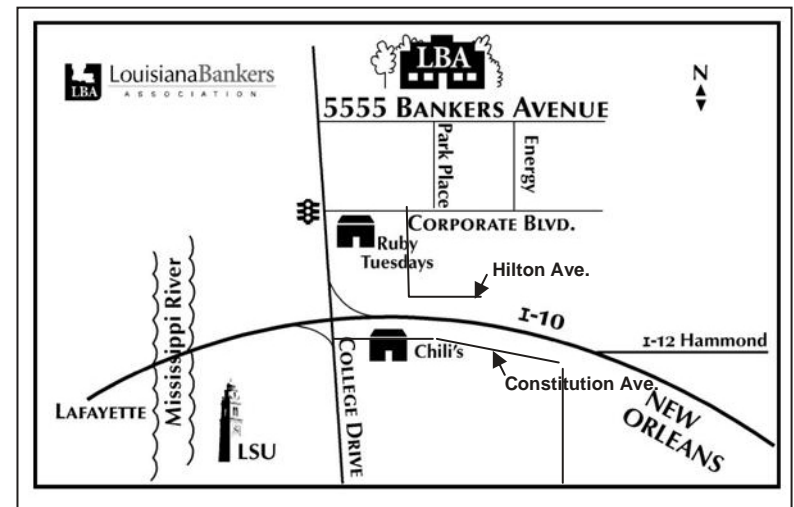 LBA
LouisianaBankers
ASSOCIATION
LBA
5555 BANKERS AVENUE
N
Park Place
Energy
CORPORATE BLVD.
Ruby
Tuesdays
Hilton Ave.
Mississippi River
I-10
I-12 Hammond
Chili's
Constitution Ave.
COLLEGE DRIVE
LAFAYETTE
LSU
NEW
ORLEANS